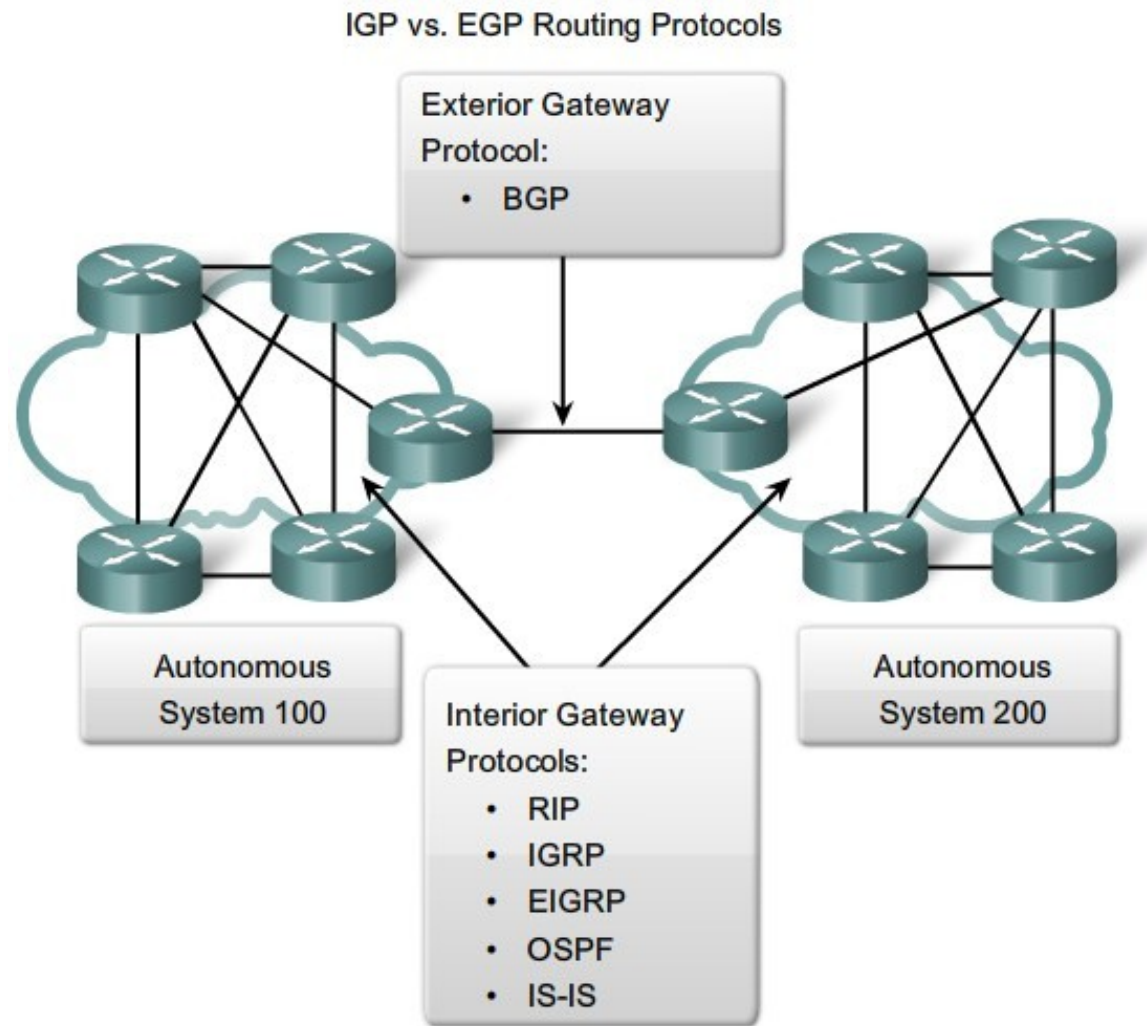 IGP vs. EGP Routing Protocols
Exterior Gateway
Protocol:
• BGP
Autonomous
System 100
Autonomous
System 200
Interior Gateway
Protocols:
• RIP
• IGRP
• EIGRP
• OSPF
• IS-IS